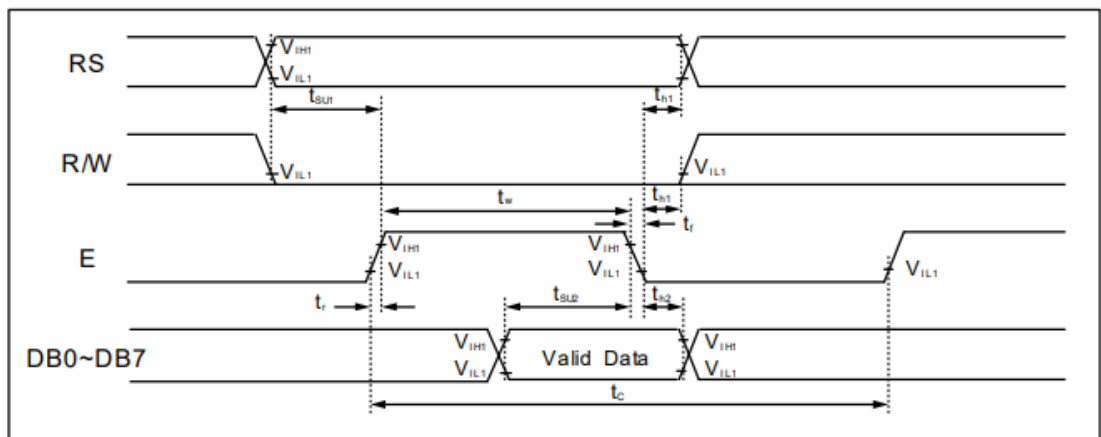 RS
VIH1
VIL1
tSU1
th1
R/W
VIL1
VIL1
tw
th1
tf
E
VIH1
VIL1
VIH1
VIL1
VIL1
tr
tSU2
th2
DB0~DB7
VIH1
VIL1
Valid Data
VIH1
VIL1
tC